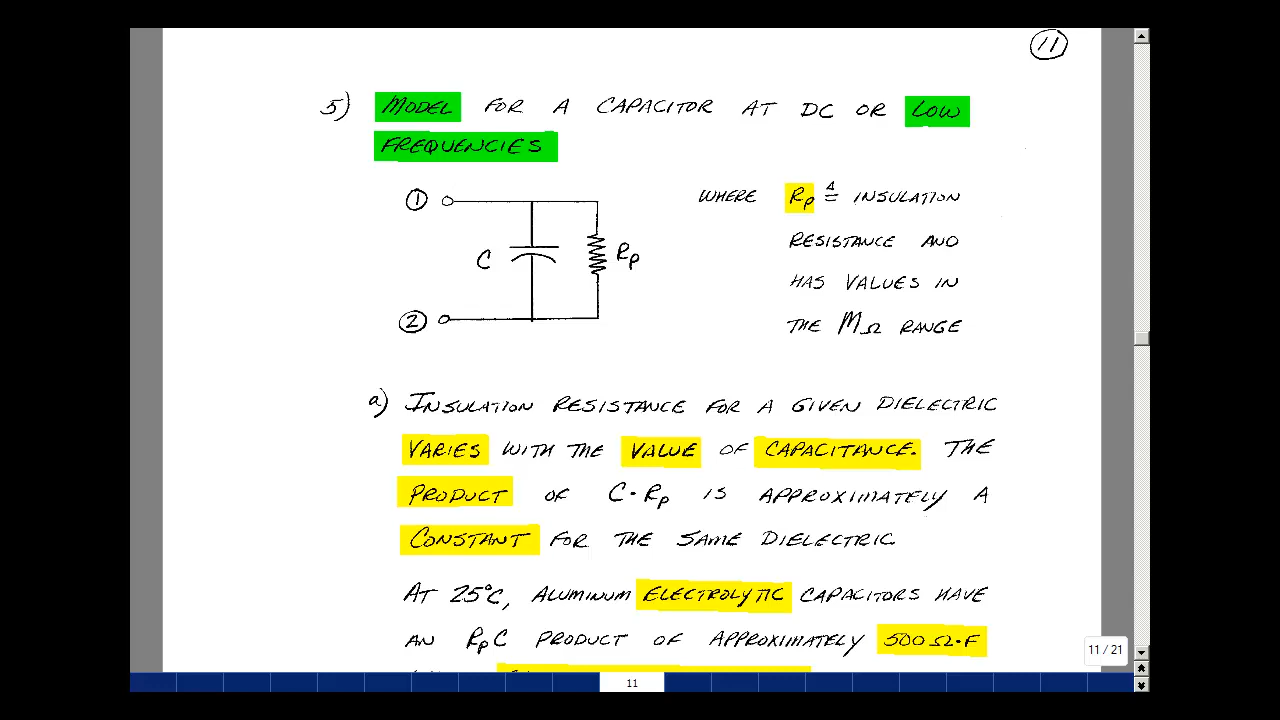 11
5) MODEL FOR A CAPACITOR AT DC OR LOW
FREQUENCIES
1
C
Rp
2
WHERE Rp ≜ INSULATION
RESISTANCE AND
HAS VALUES IN
THE MΩ RANGE
a) INSULATION RESISTANCE FOR A GIVEN DIELECTRIC
VARIES WITH THE VALUE OF CAPACITANCE. THE
PRODUCT OF C·Rp IS APPROXIMATELY A
CONSTANT FOR THE SAME DIELECTRIC.
AT 25°C, ALUMINUM ELECTROLYTIC CAPACITORS HAVE
AN RpC PRODUCT OF APPROXIMATELY 500Ω·F
11 / 21
11